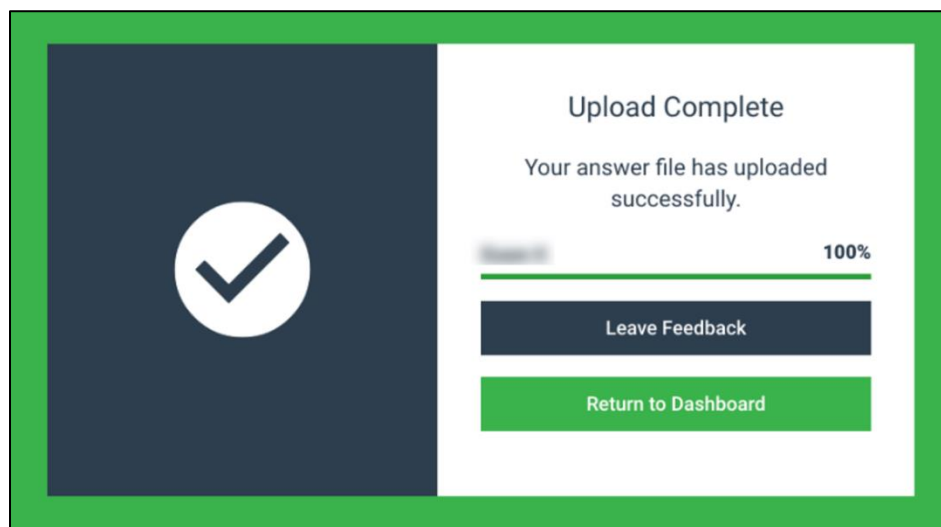 Upload Complete
Your answer file has uploaded
successfully.
100%
Leave Feedback
Return to Dashboard